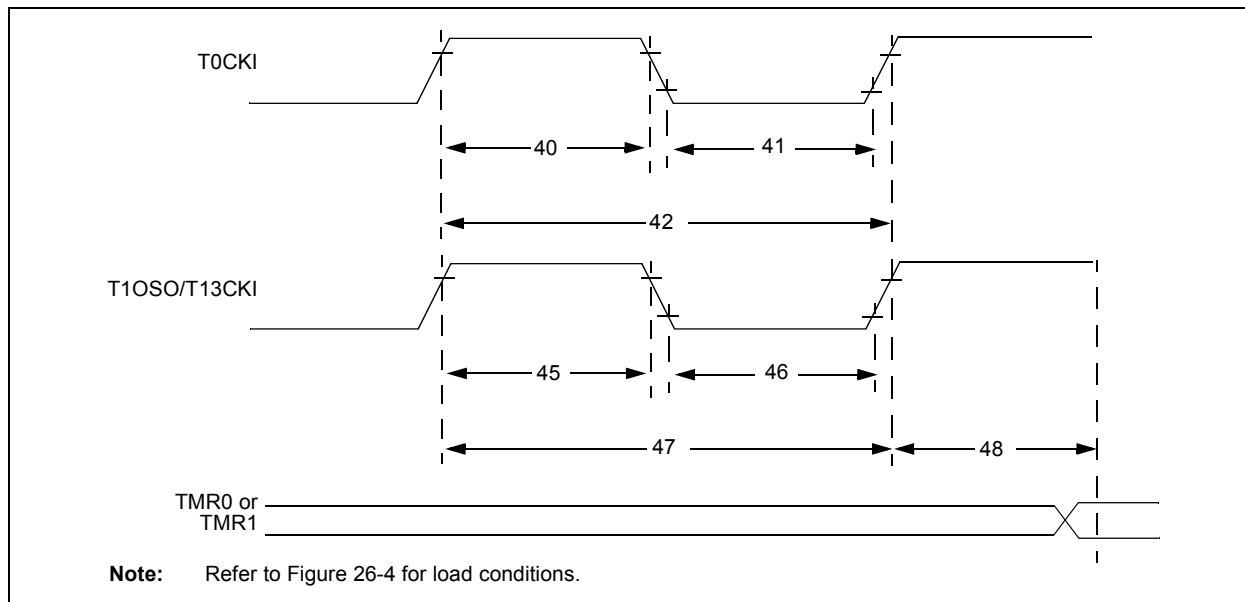 T0CKI
40
41
42
T1OSO/T13CKI
45
46
47
48
TMR0 or
TMR1
Note: Refer to Figure 26-4 for load conditions.